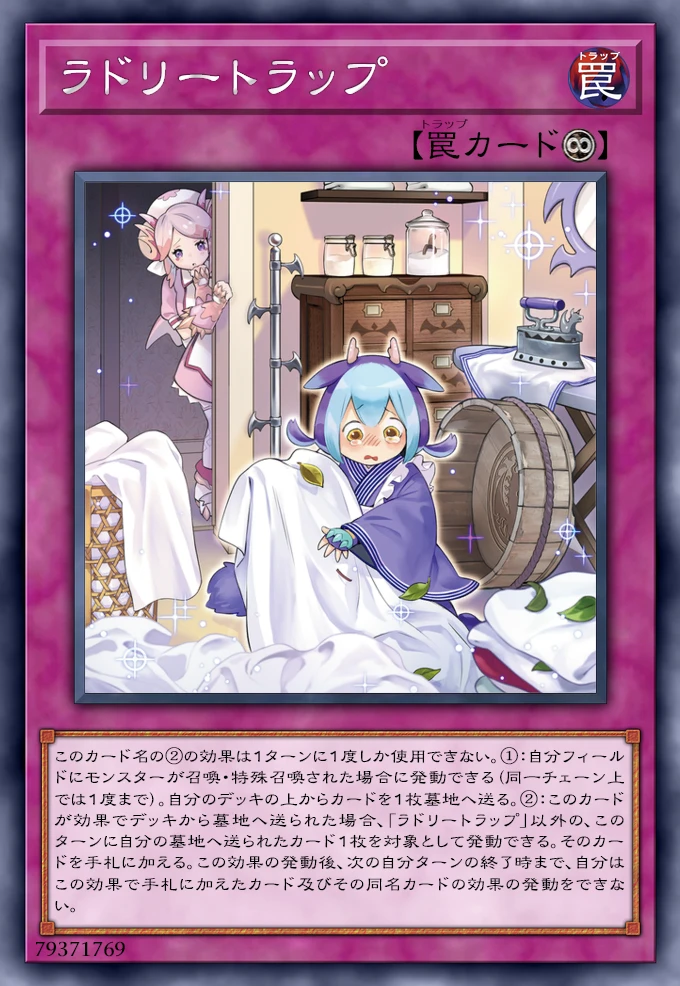 ラドリートラップ
トラップ
罠
トラップ
【罠カード】
このカード名の②の効果は1ターンに1度しか使用できない。①:自分フィール
ドにモンスターが召喚・特殊召喚された場合に発動できる(同一チェーン上
では1度まで)。自分のデッキの上からカードを1枚墓地へ送る。②:このカード
が効果でデッキから墓地へ送られた場合、「ラドリートラップ」以外の、この
ターンに自分の墓地へ送られたカード1枚を対象として発動できる。そのカー
ドを手札に加える。この効果の発動後、次の自分ターンの終了時まで、自分は
この効果で手札に加えたカード及びその同名カードの効果の発動をできな
い。
79371769